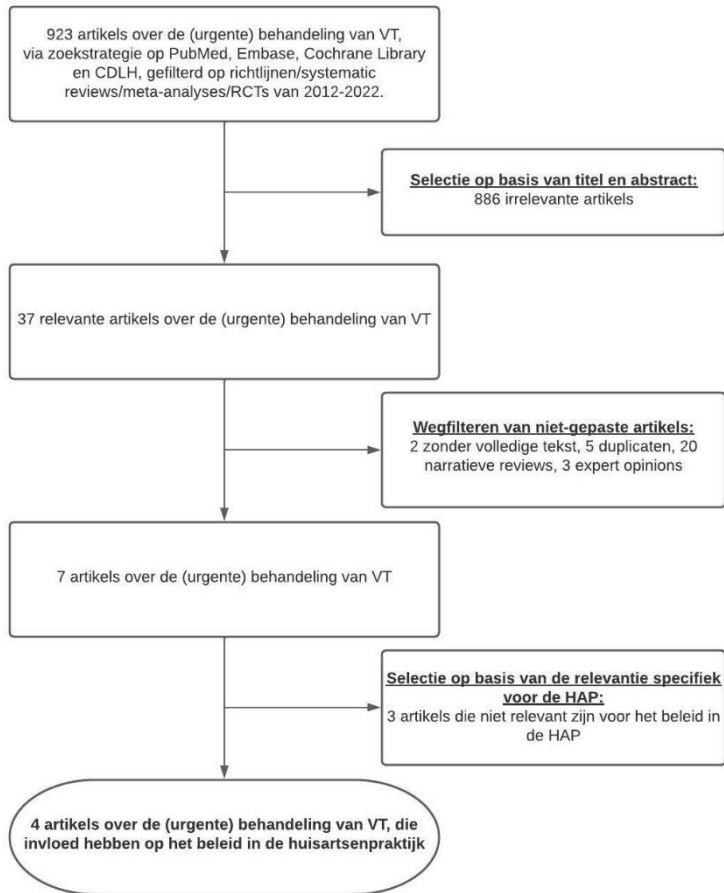 923 artikels over de (urgente) behandeling van VT,
via zoekstrategie op PubMed, Embase, Cochrane Library
en CDLH, gefilterd op richtlijnen/systematic
reviews/meta-analyses/RCTs van 2012-2022.
Selectie op basis van titel en abstract:
886 irrelevante artikels
37 relevante artikels over de (urgente) behandeling van VT
Wegfilteren van niet-gepaste artikels:
2 zonder volledige tekst, 5 duplicaten, 20
narratieve reviews, 3 expert opinions
7 artikels over de (urgente) behandeling van VT
Selectie op basis van de relevantie specifiek
voor de HAP:
3 artikels die niet relevant zijn voor het beleid in
de HAP
4 artikels over de (urgente) behandeling van VT, die
invloed hebben op het beleid in de huisartsenpraktijk